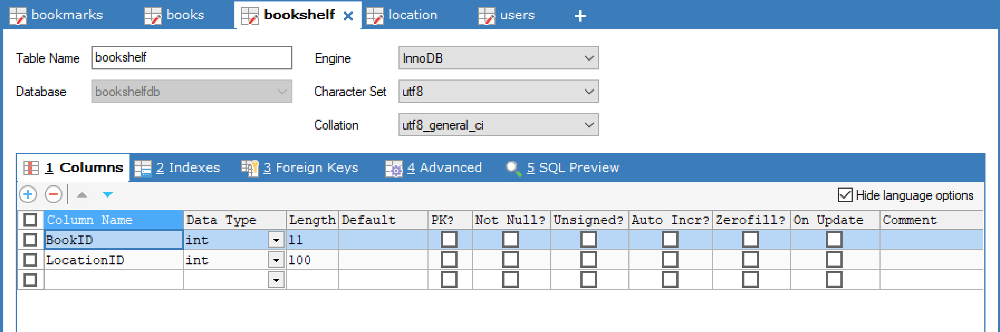 bookmarks books bookshelf location users
Table Name bookshelf Engine InnoDB
Database bookshelfdb Character Set utf8
Collation utf8_general_ci
1 Columns 2 Indexes 3 Foreign Keys 4 Advanced 5 SQL Preview
Hide language options
Column Name Data Type Length Default PK? Not Null? Unsigned? Auto Incr? Zerofill? On Update Comment
BookID int 11
LocationID int 100